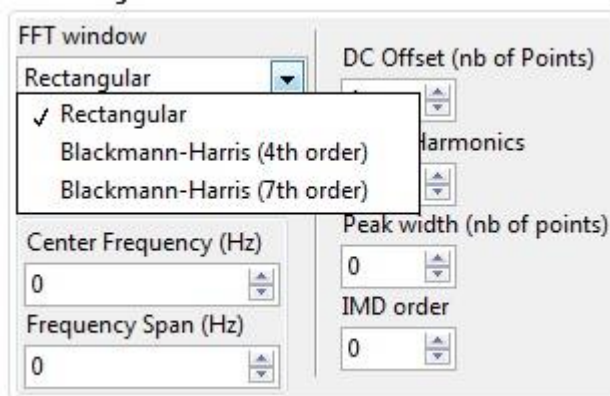 FFT window
Rectangular
✓ Rectangular
Blackmann-Harris (4th order)
Blackmann-Harris (7th order)
Center Frequency (Hz)
0
Frequency Span (Hz)
0
DC Offset (nb of Points)
Harmonics
Peak width (nb of points)
0
IMD order
0